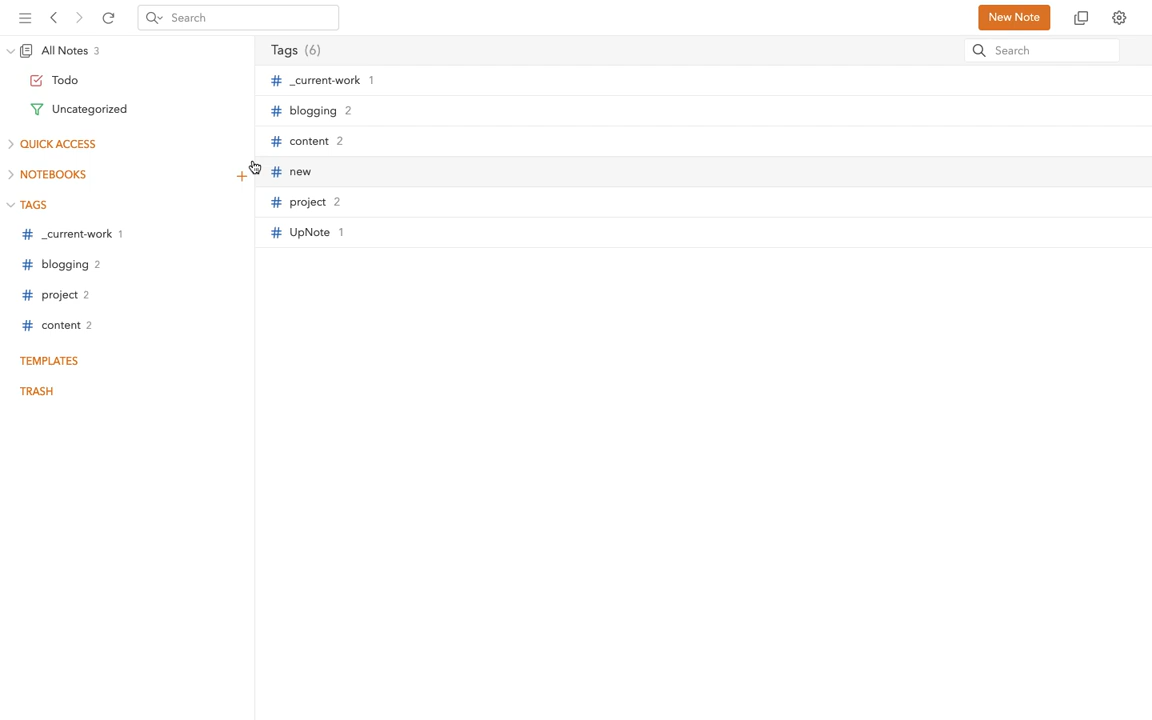 Search
New Note
All Notes 3
Todo
Uncategorized
QUICK ACCESS
NOTEBOOKS
TAGS
# _current-work 1
# blogging 2
# project 2
# content 2
TEMPLATES
TRASH
Tags (6)
Search
# _current-work 1
# blogging 2
# content 2
# new
# project 2
# UpNote 1